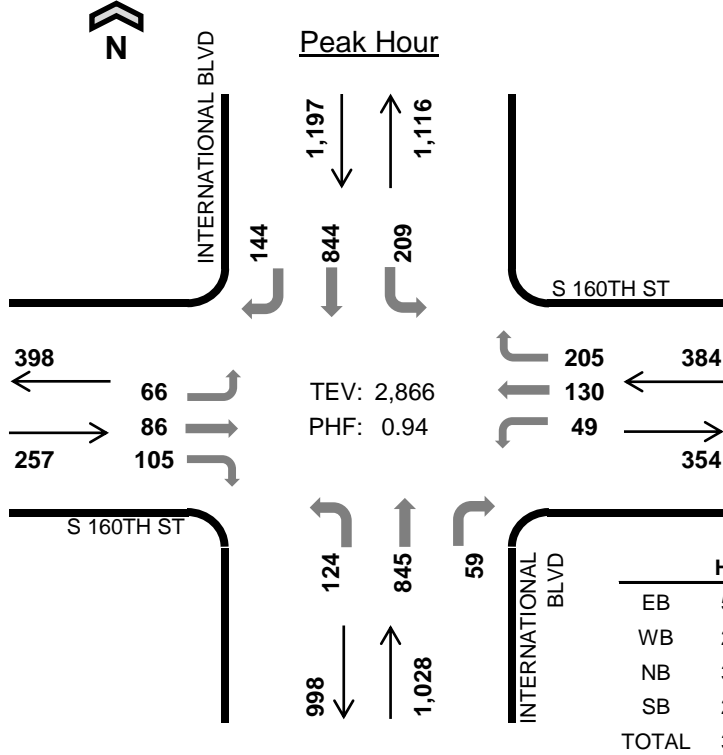 N
Peak Hour
INTERNATIONAL BLVD
1,197
1,116
144
844
209
S 160TH ST
398
66
86
257
105
TEV: 2,866
PHF: 0.94
205
384
130
49
354
S 160TH ST
124
845
59
INTERNATIONAL
BLVD
998
1,028
EB
WB
NB
SB
TOTAL